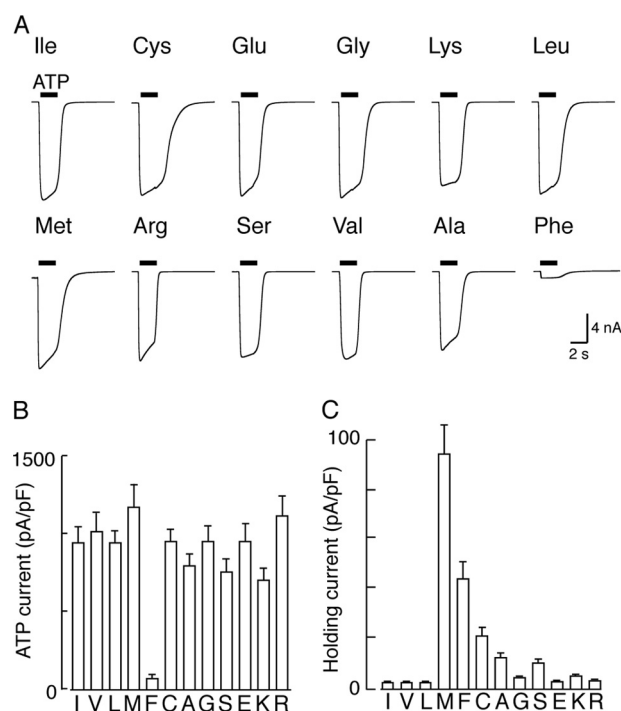 A
Ile Cys Glu Gly Lys Leu
ATP
Met Arg Ser Val Ala Phe
4 nA
2 s
B
1500
ATP current (pA/pF)
0
I V L M F C A G S E K R
C
100
Holding current (pA/pF)
0
I V L M F C A G S E K R